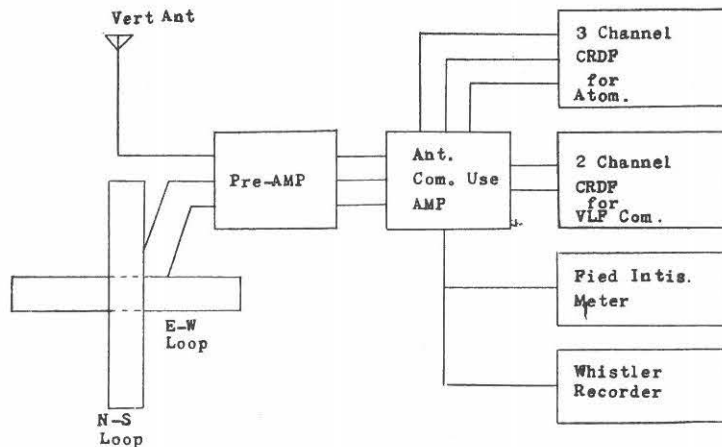 Vert Ant
3 Channel
CRDF
for
Atom.
Pre-AMP
Ant.
Com. Use
AMP
2 Channel
CRDF
for
VLF Com.
Fied Intis.
Meter
E-W
Loop
Whistler
Recorder
N-S
Loop